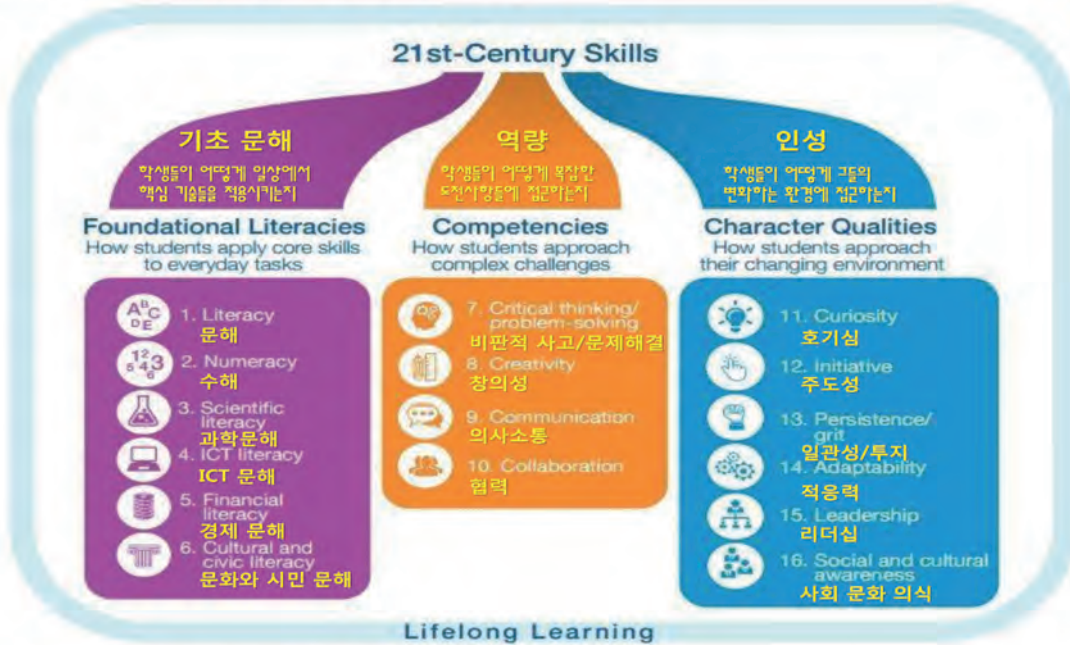 21st-Century Skills
기초 문해
학생들이 어떻게 일상에서
핵심 기술들을 적용시키는지
Foundational Literacies
How students apply core skills
to everyday tasks
ABCDE
1. Literacy
문해
123546
2. Numeracy
수해
3. Scientific
literacy
과학문해
4. ICT literacy
ICT 문해
5. Financial
literacy
경제 문해
6. Cultural and
civic literacy
문화와 시민 문해
역량
학생들이 어떻게 복잡한
도전사항들에 접근하는지
Competencies
How students approach
complex challenges
7. Critical thinking/
problem-solving
비판적 사고/문제해결
8. Creativity
창의성
9. Communication
의사소통
10. Collaboration
협력
인성
학생들이 어떻게 그들의
변화하는 환경에 접근하는지
Character Qualities
How students approach
their changing environment
11. Curiosity
호기심
12. Initiative
주도성
13. Persistence/
grit
일관성/투지
14. Adaptability
적응력
15. Leadership
리더십
16. Social and cultural
awareness
사회 문화 의식
Lifelong Learning